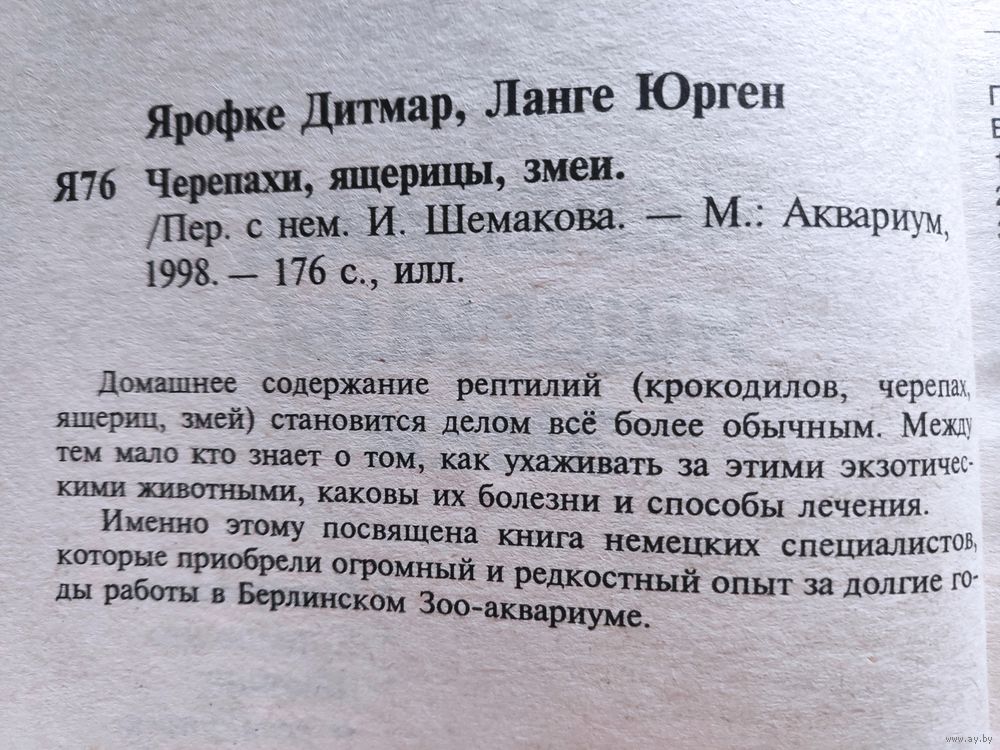 Ярофке Дитмар, Ланге Юрген
Я76 Черепахи, ящерицы, змеи.
/Пер. с нем. И. Шемакова. — М.: Аквариум,
1998. — 176 с., илл.
Домашнее содержание рептилий (крокодилов, черепах,
ящериц, змей) становится делом всё более обычным. Между
тем мало кто знает о том, как ухаживать за этими экзотичес-
кими животными, каковы их болезни и способы лечения.
Именно этому посвящена книга немецких специалистов,
которые приобрели огромный и редкостный опыт за долгие го-
ды работы в Берлинском Зоо-аквариуме.
www.ay.by